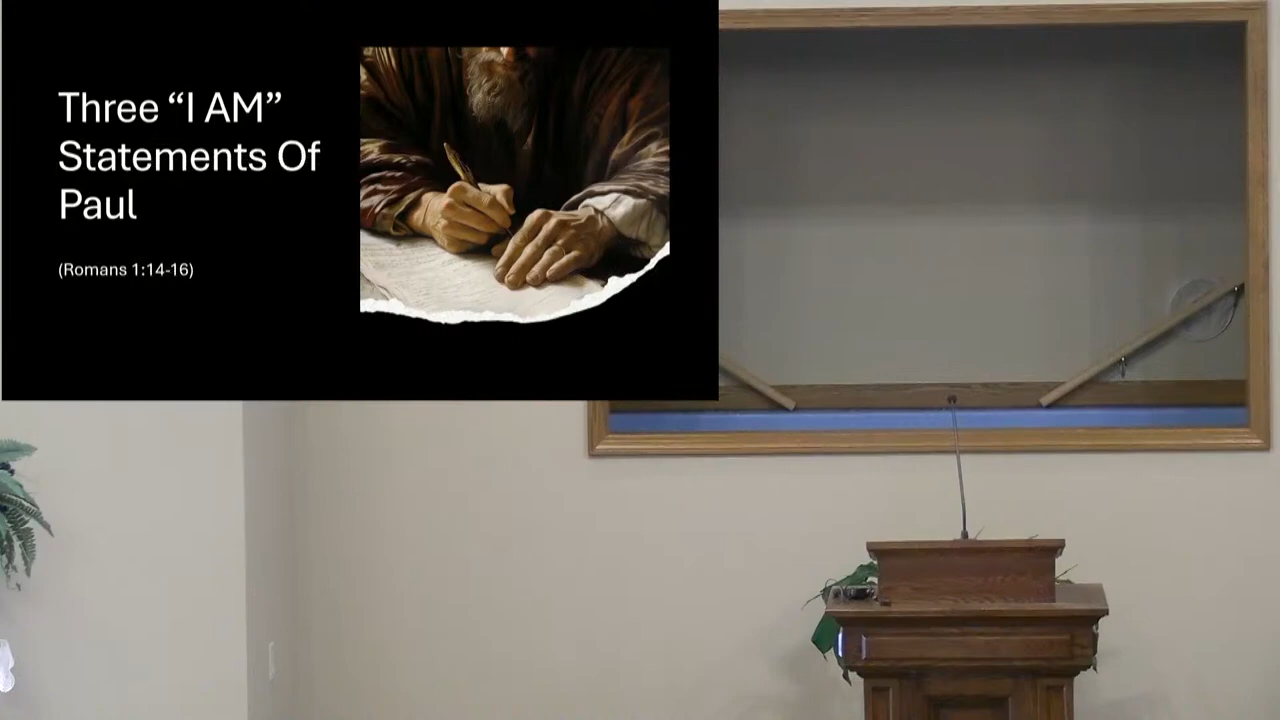 Three “I AM”
Statements Of
Paul
(Romans 1:14-16)